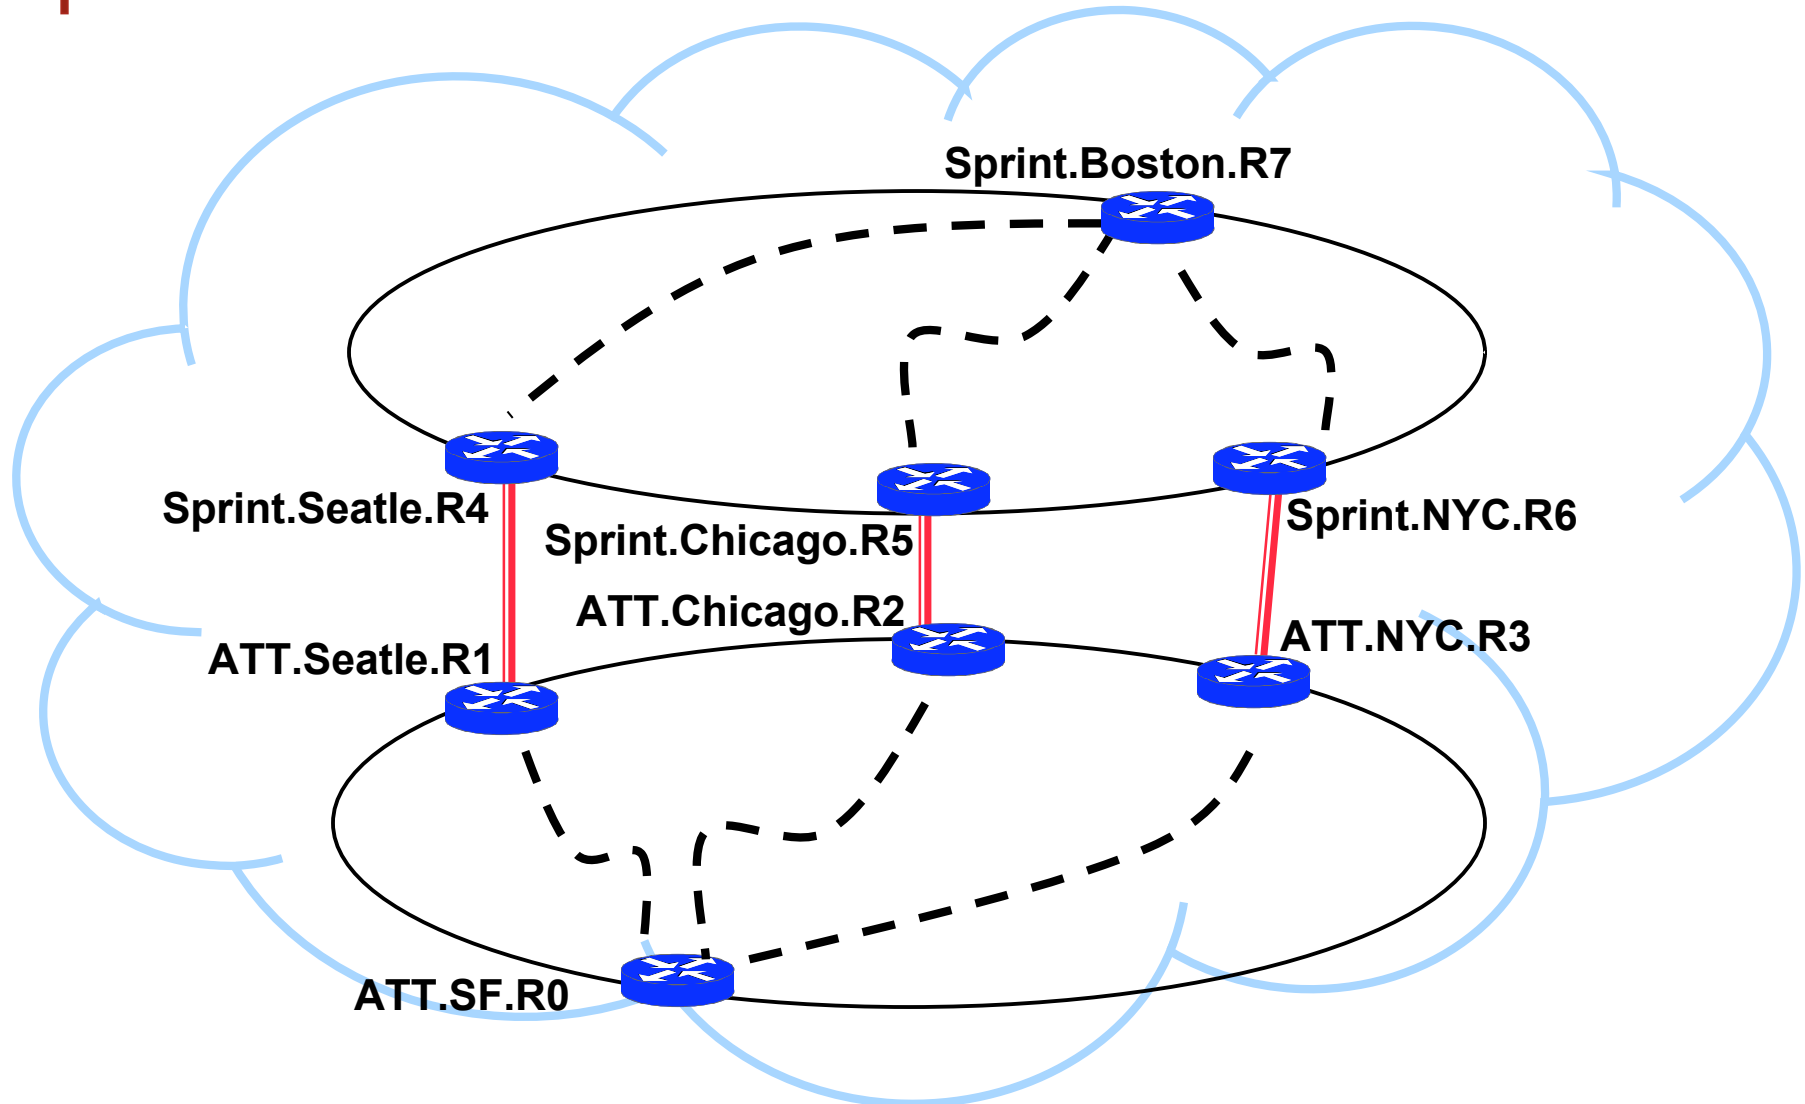 Sprint.Boston.R7
Sprint.Seatle.R4
Sprint.Chicago.R5
Sprint.NYC.R6
ATT.Chicago.R2
ATT.NYC.R3
ATT.Seatle.R1
ATT.SF.R0